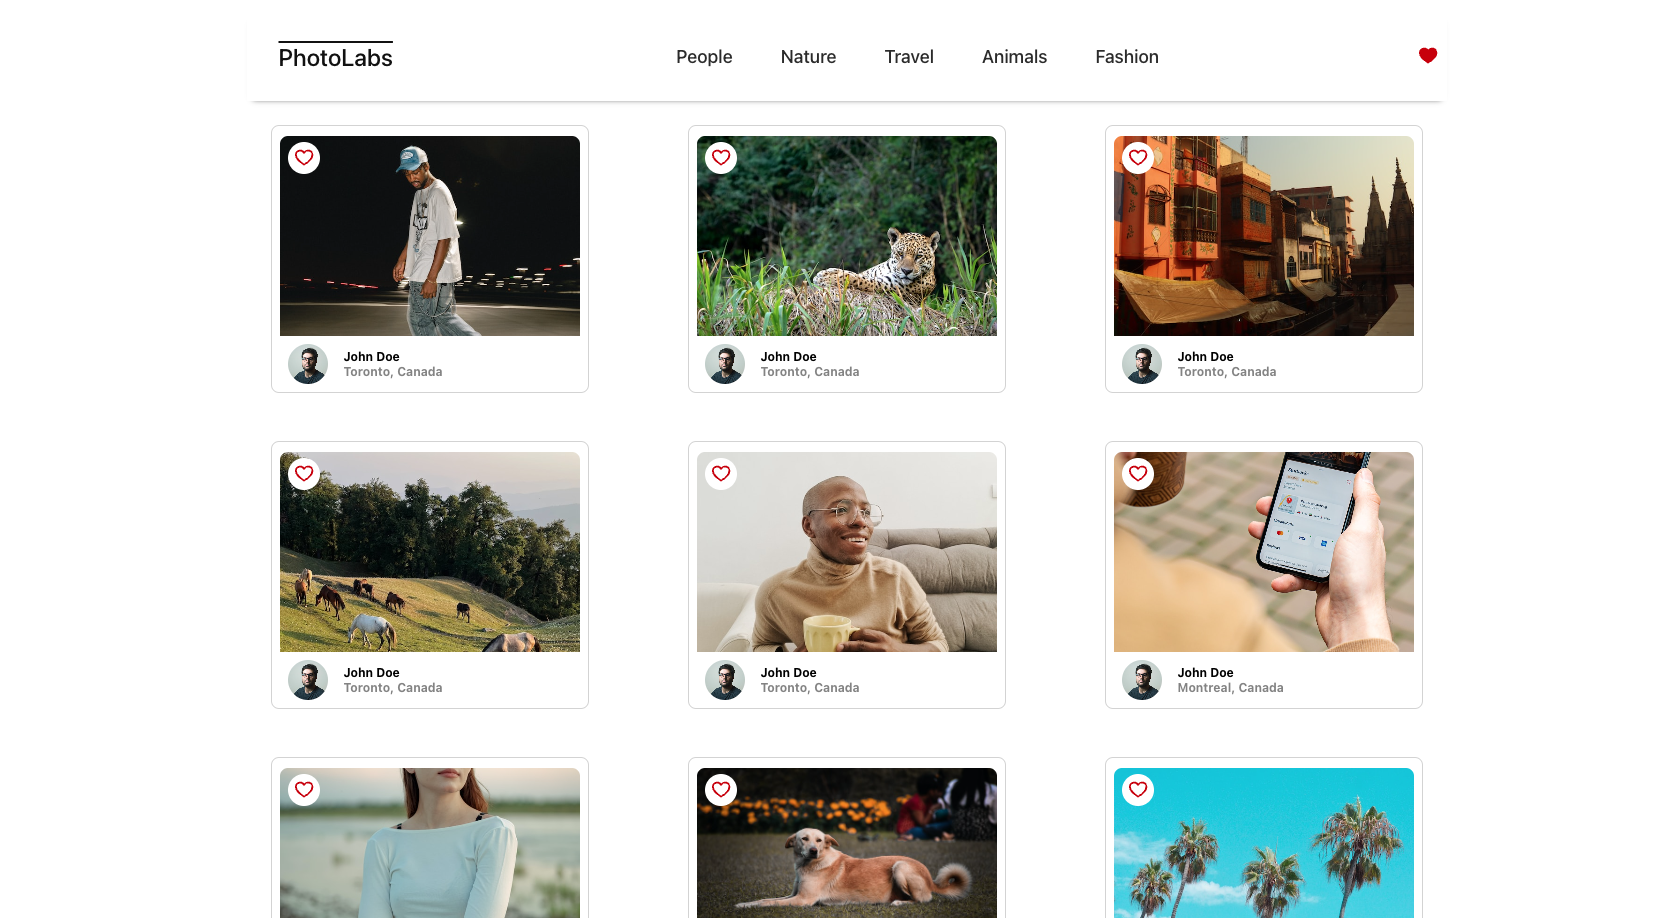 PhotoLabs
People
Nature
Travel
Animals
Fashion
John Doe
Toronto, Canada
John Doe
Toronto, Canada
John Doe
Toronto, Canada
John Doe
Toronto, Canada
John Doe
Toronto, Canada
John Doe
Montreal, Canada